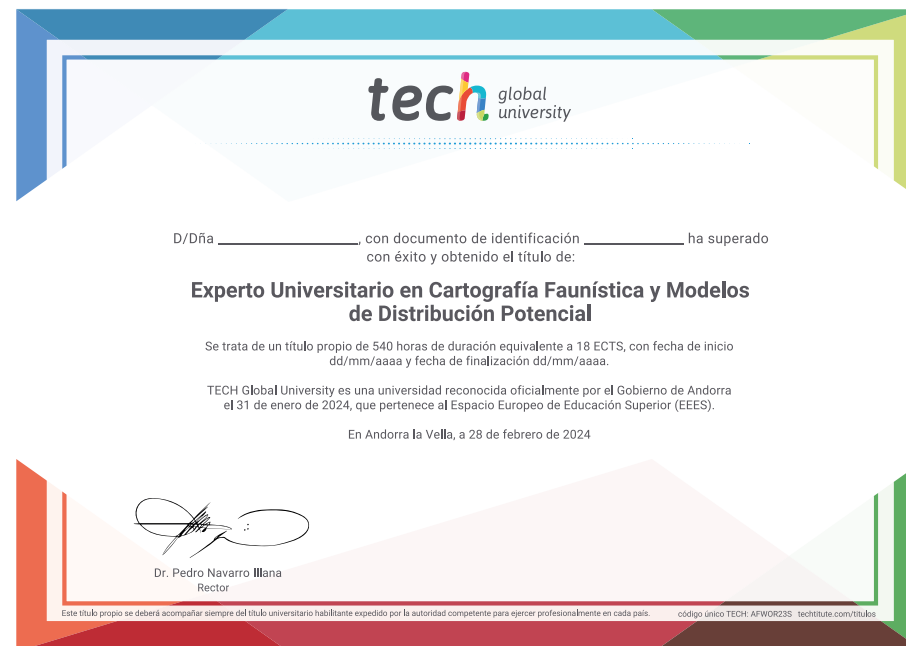 tech global university
D/Dña ____________________, con documento de identificación ______________ ha superado
con éxito y obtenido el título de:
Experto Universitario en Cartografía Faunística y Modelos
de Distribución Potencial
Se trata de un título propio de 540 horas de duración equivalente a 18 ECTS, con fecha de inicio
dd/mm/aaaa y fecha de finalización dd/mm/aaaa.
TECH Global University es una universidad reconocida oficialmente por el Gobierno de Andorra
el 31 de enero de 2024, que pertenece al Espacio Europeo de Educación Superior (EEES).
En Andorra la Vella, a 28 de febrero de 2024
Dr. Pedro Navarro Illana
Rector
Este título propio se deberá acompañar siempre del título universitario habilitante expedido por la autoridad competente para ejercer profesionalmente en cada país. código único TECH: AFWOR23S techtitute.com/titulos